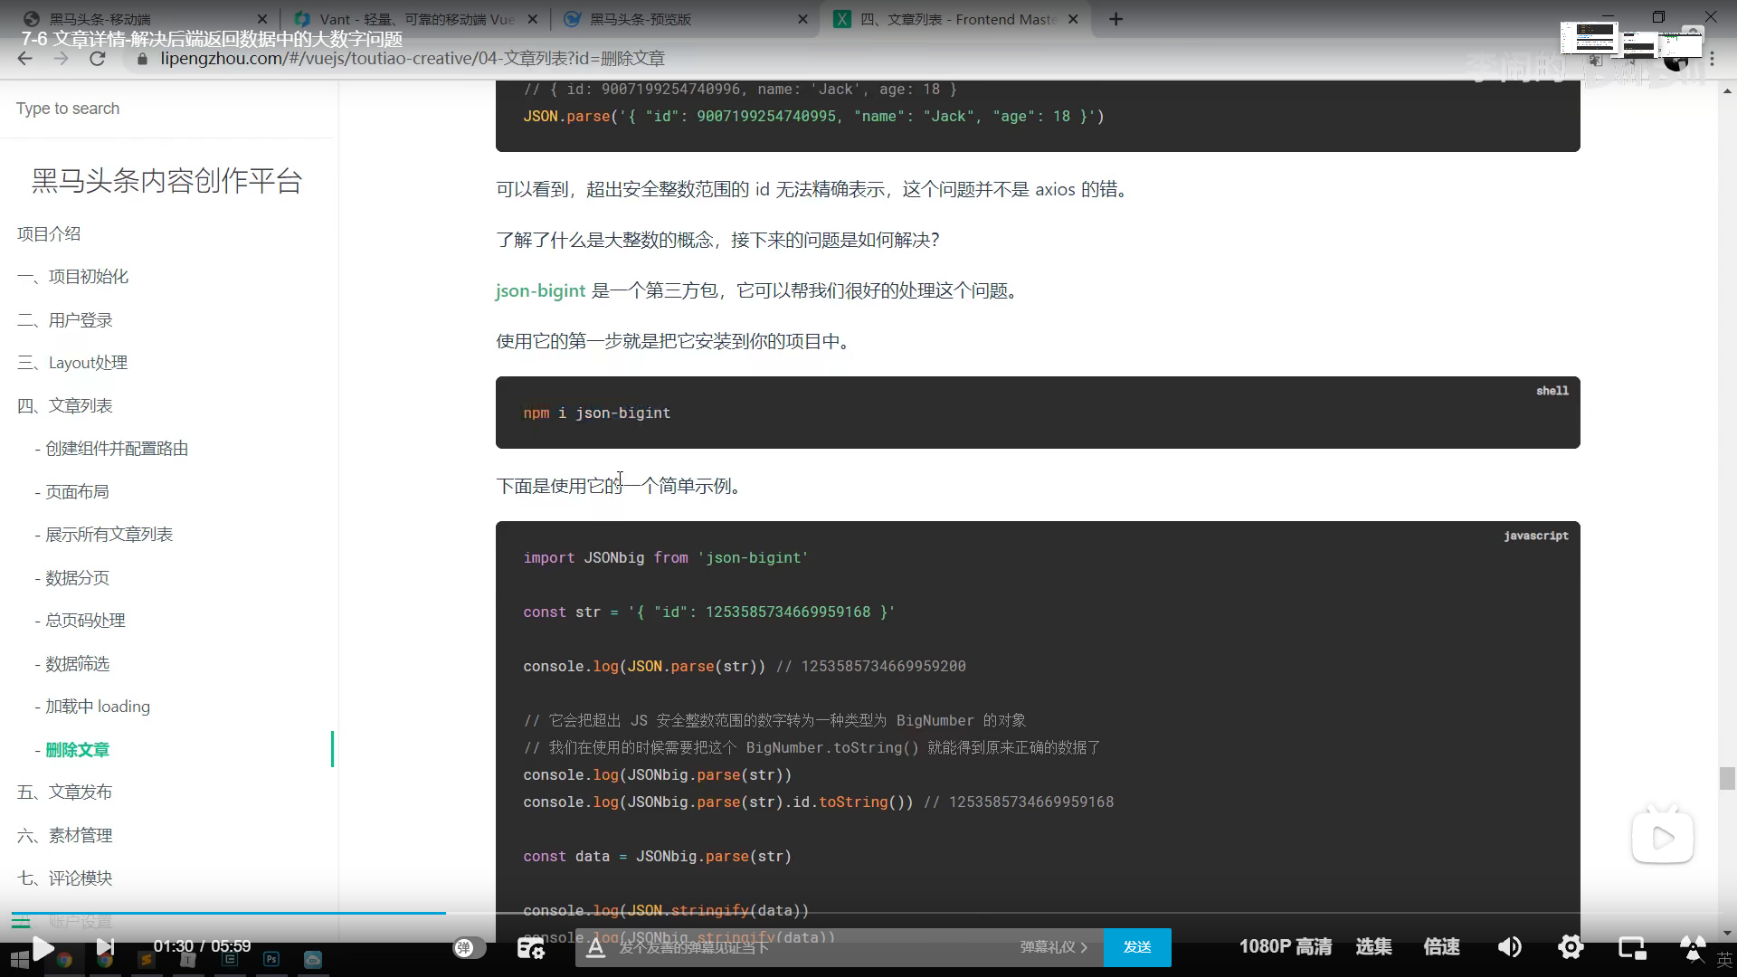 黑马头条-移动端
Vant - 轻量、可靠的移动端 Vue
黑马头条-预览版
四、文章列表 - Frontend Maste
7-6 文章详情-解决后端返回数据中的大数字问题
lipengzhou.com/#/vuejs/toutiao-creative/04-文章列表?id=删除文章
Type to search
黑马头条内容创作平台
项目介绍
一、项目初始化
二、用户登录
三、Layout处理
四、文章列表
- 创建组件并配置路由
- 页面布局
- 展示所有文章列表
- 数据分页
- 总页码处理
- 数据筛选
- 加载中 loading
- 删除文章
五、文章发布
六、素材管理
七、评论模块
账户设置
// { id: 9007199254740996, name: 'Jack', age: 18 }
JSON.parse('{ "id": 9007199254740995, "name": "Jack", "age": 18 }')
可以看到，超出安全整数范围的 id 无法精确表示，这个问题并不是 axios 的错。
了解了什么是大整数的概念，接下来的问题是如何解决？
json-bigint 是一个第三方包，它可以帮我们很好的处理这个问题。
使用它的第一步就是把它安装到你的项目中。
shell
npm i json-bigint
下面是使用它的一个简单示例。
javascript
import JSONbig from 'json-bigint'
const str = '{ "id": 1253585734669959168 }'
console.log(JSON.parse(str)) // 1253585734669959200
// 它会把超出 JS 安全整数范围的数字转为一种类型为 BigNumber 的对象
// 我们在使用的时候需要把这个 BigNumber.toString() 就能得到原来正确的数据了
console.log(JSONbig.parse(str))
console.log(JSONbig.parse(str).id.toString()) // 1253585734669959168
const data = JSONbig.parse(str)
console.log(JSON.stringify(data))
console.log(JSONbig.stringify(data))
01:30 / 05:59
弹
发个友善的弹幕见证当下
弹幕礼仪
发送
1080P 高清
选集
倍速
英